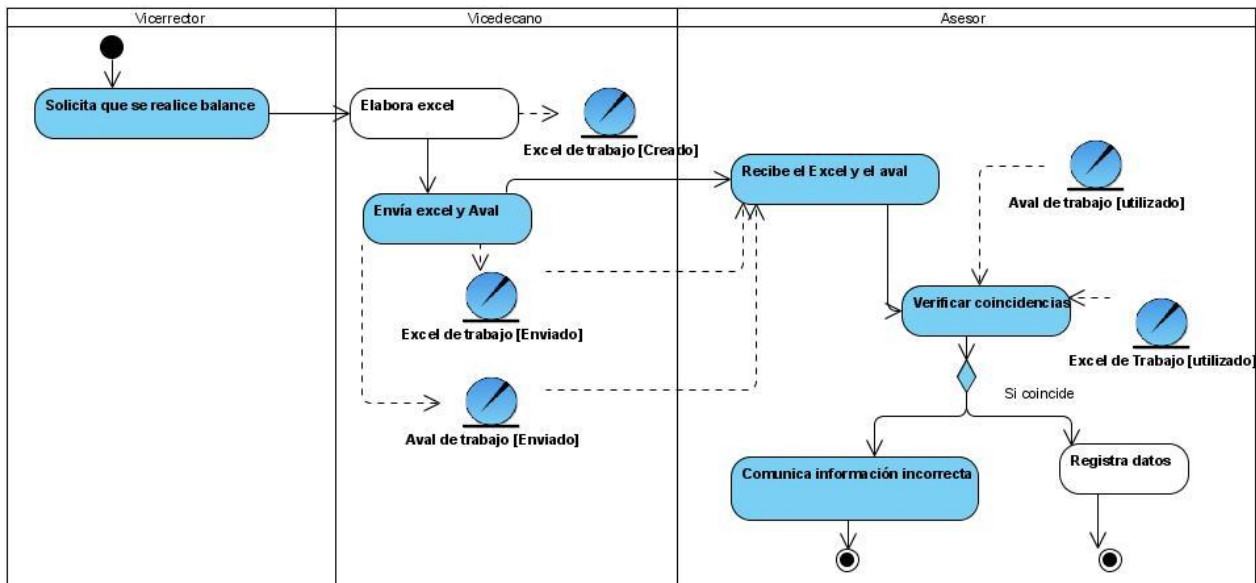 Vicerrector
Vicedecano
Asesor
Solicita que se realice balance
Elabora excel
Excel de trabajo [Creado]
Envía excel y Aval
Recibe el Excel y el aval
Aval de trabajo [utilizado]
Excel de trabajo [Enviado]
Verificar coincidencias
Excel de Trabajo [utilizado]
Aval de trabajo [Enviado]
Si coincide
Comunica información incorrecta
Registra datos